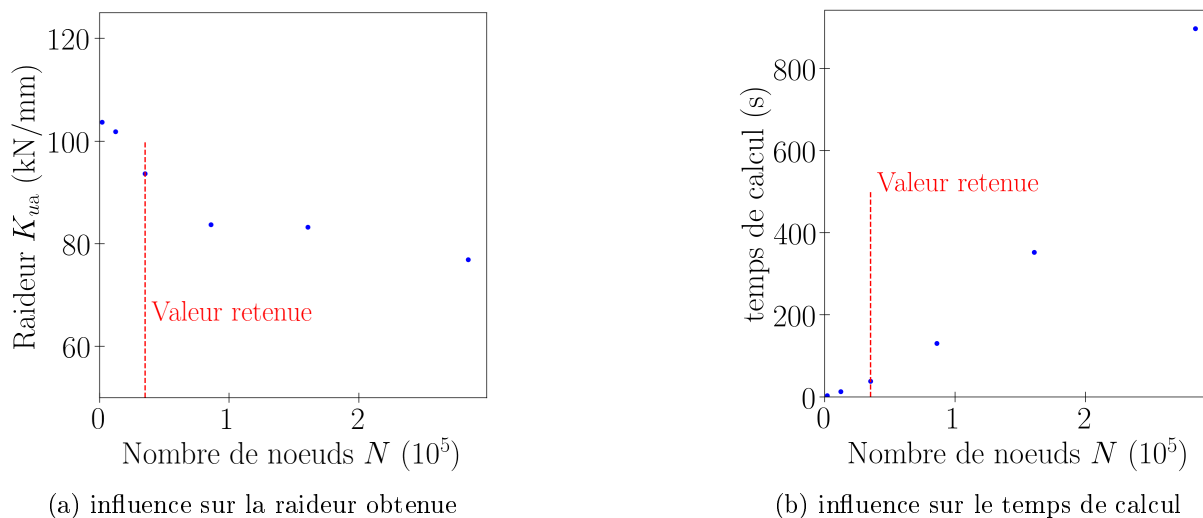 120
100
80
60
Raideur K_ua (kN/mm)
Valeur retenue
0 1 2
Nombre de noeuds N (10^5)
(a) influence sur la raideur obtenue
800
600
400
200
0
temps de calcul (s)
Valeur retenue
0 1 2
Nombre de noeuds N (10^5)
(b) influence sur le temps de calcul